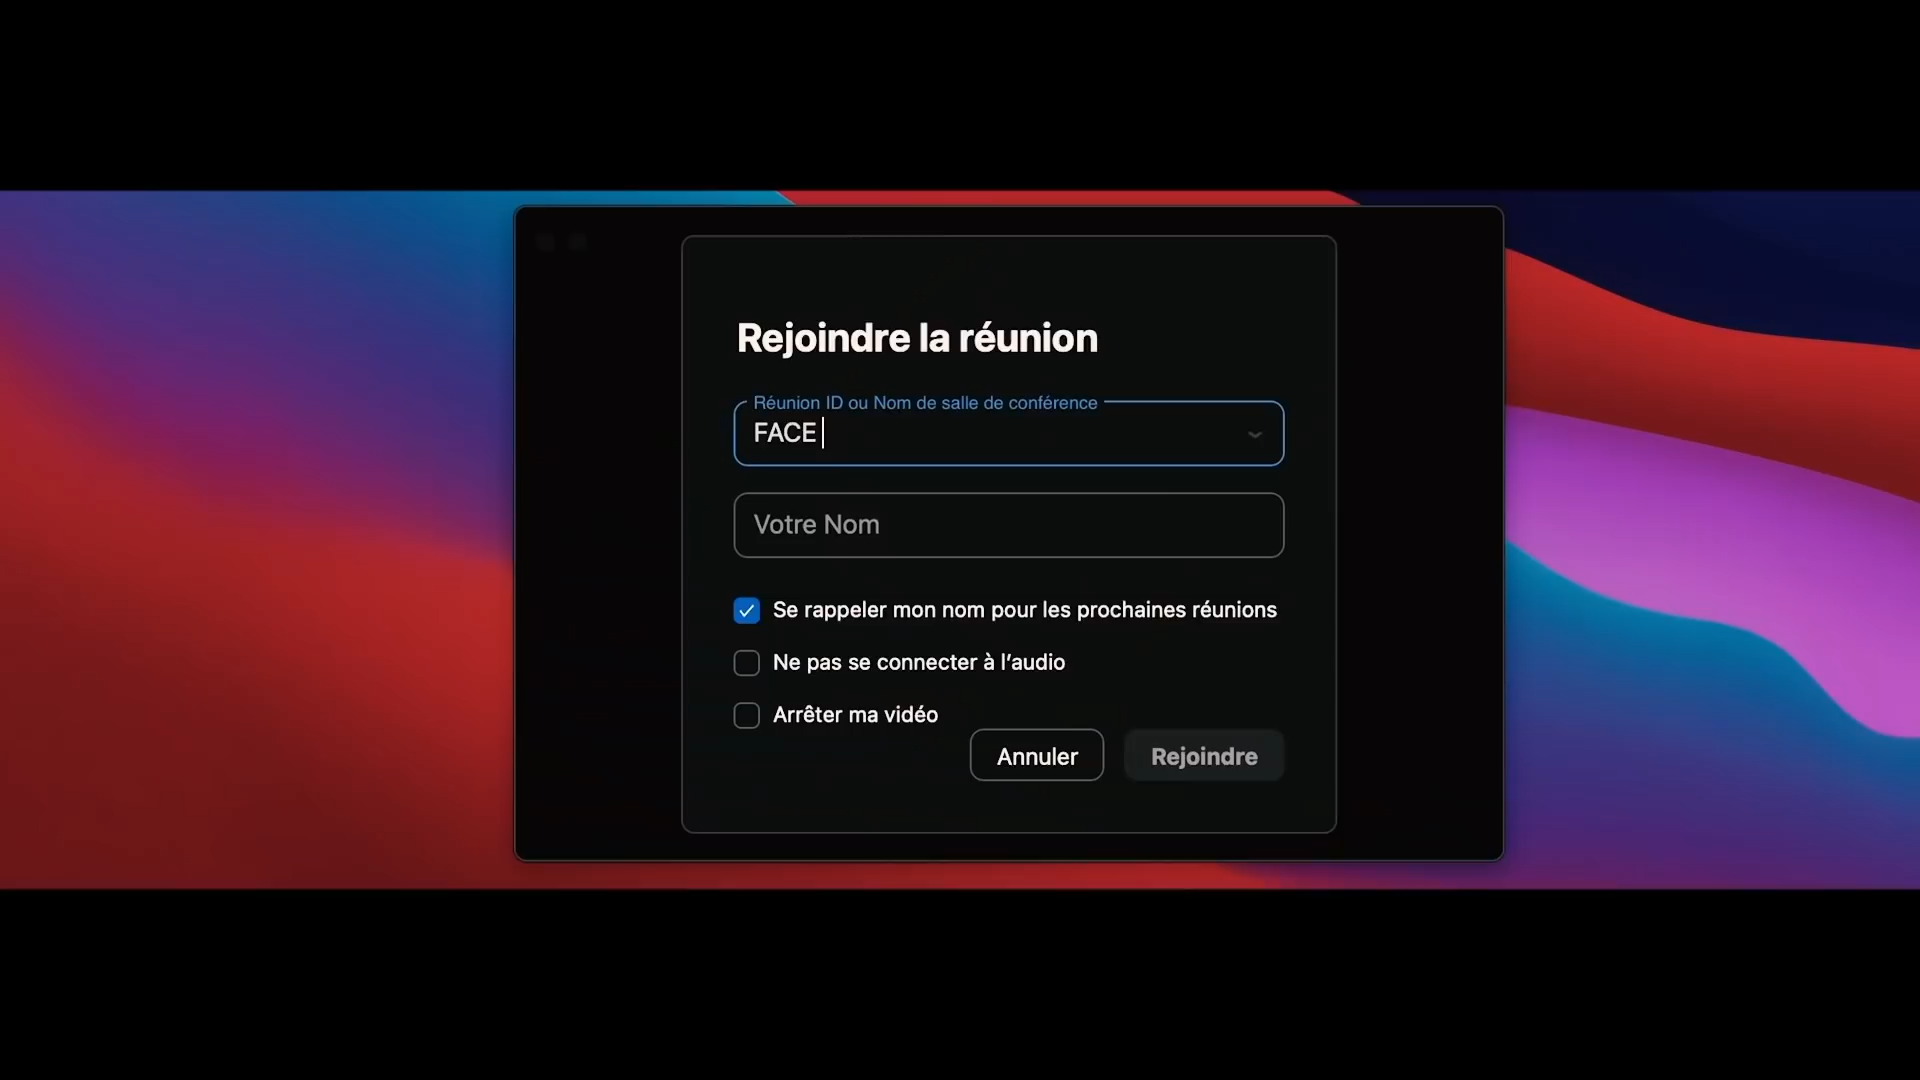 Rejoindre la réunion
Réunion ID ou Nom de salle de conférence
FACE
Votre Nom
Se rappeler mon nom pour les prochaines réunions
Ne pas se connecter à l’audio
Arrêter ma vidéo
Annuler
Rejoindre